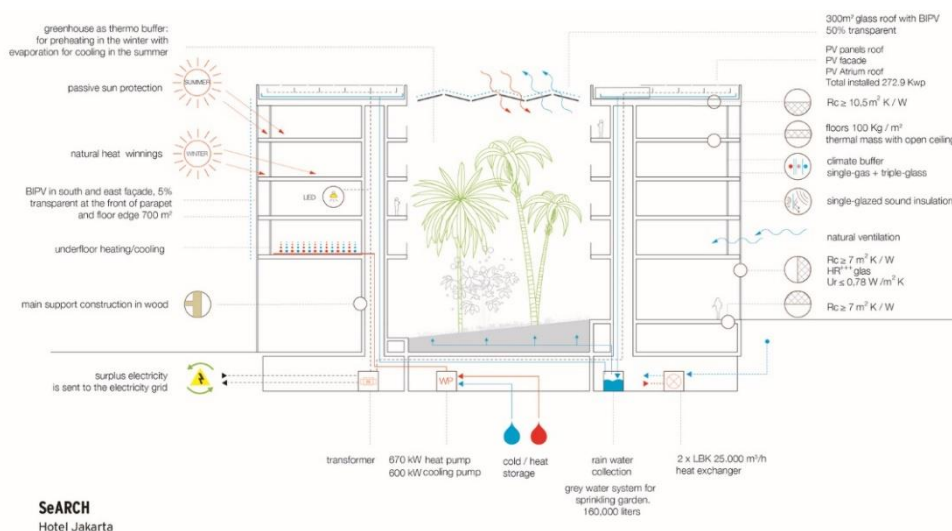 greenhouse as thermo buffer:
for preheating in the winter with
evaporation for cooling in the summer
SUMMER
passive sun protection
WINTER
natural heat winnings
BIPV in south and east façade, 5%
transparent at the front of parapet
and floor edge 700 m²
LED
underfloor heating/cooling
main support construction in wood
surplus electricity
is sent to the electricity grid
300m² glass roof with BIPV
50% transparent
PV panels roof
PV facade
PV Atrium roof
Total installed 272.9 Kwp
Rc ≥ 10.5 m² K / W
floors 100 Kg / m²
thermal mass with open ceiling
climate buffer
single-gas + triple-glass
single-glazed sound insulation
natural ventilation
Rc ≥ 7 m² K / W
HR+++ glas
Ur ≤ 0,78 W /m² K
Rc ≥ 7 m² K / W
WP
transformer
670 kW heat pump
600 kW cooling pump
cold / heat
storage
rain water
collection
grey water system for
sprinkling garden.
160,000 liters
2 x LBK 25.000 m³/h
heat exchanger
SeARCH
Hotel Jakarta